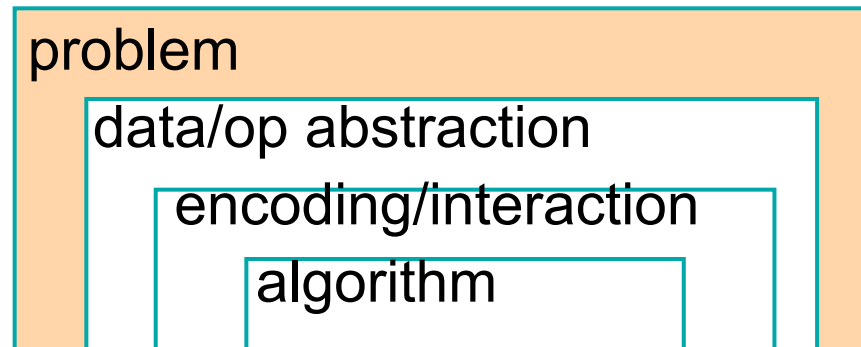 problem
data/op abstraction
encoding/interaction
algorithm